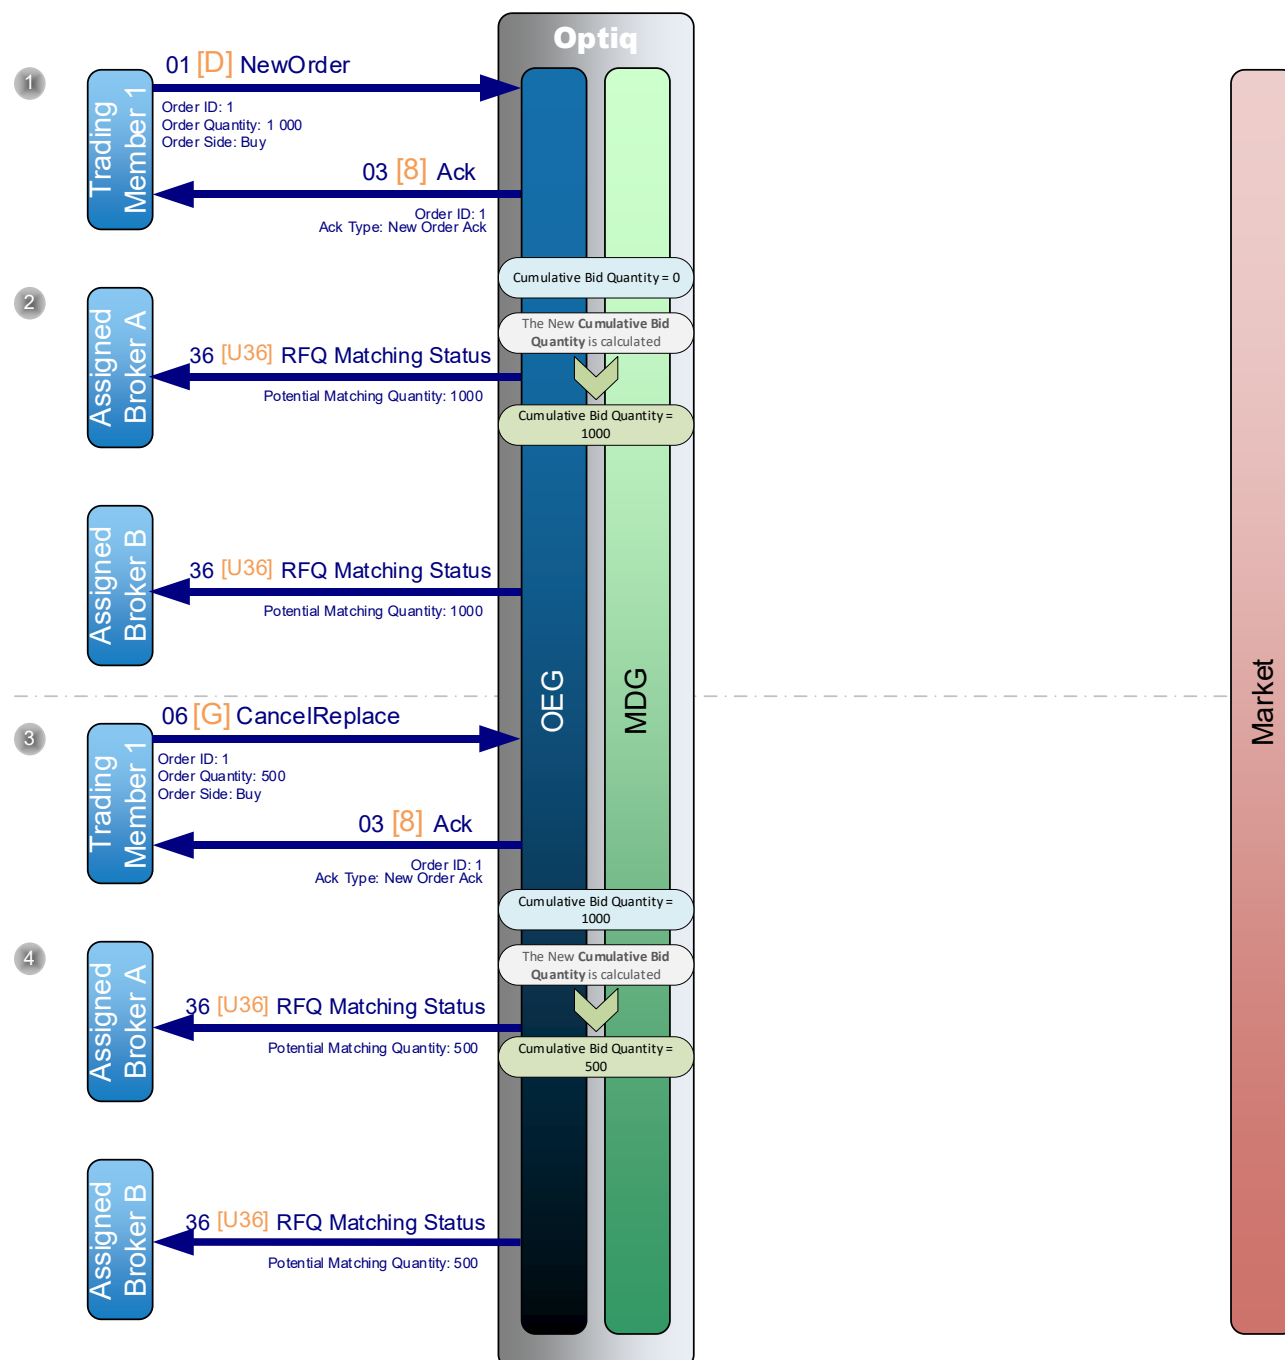 Optiq
1
01 [D] NewOrder
Trading
Member 1
Order ID: 1
Order Quantity: 1 000
Order Side: Buy
03 [8] Ack
Order ID: 1
Ack Type: New Order Ack
Cumulative Bid Quantity = 0
2
Assigned
Broker A
The New Cumulative Bid
Quantity is calculated
36 [U36] RFQ Matching Status
Potential Matching Quantity: 1000
Cumulative Bid Quantity =
1000
Assigned
Broker B
36 [U36] RFQ Matching Status
Potential Matching Quantity: 1000
OEG
MDG
Market
3
06 [G] CancelReplace
Trading
Member 1
Order ID: 1
Order Quantity: 500
Order Side: Buy
03 [8] Ack
Order ID: 1
Ack Type: New Order Ack
Cumulative Bid Quantity =
1000
4
Assigned
Broker A
The New Cumulative Bid
Quantity is calculated
36 [U36] RFQ Matching Status
Potential Matching Quantity: 500
Cumulative Bid Quantity =
500
Assigned
Broker B
36 [U36] RFQ Matching Status
Potential Matching Quantity: 500